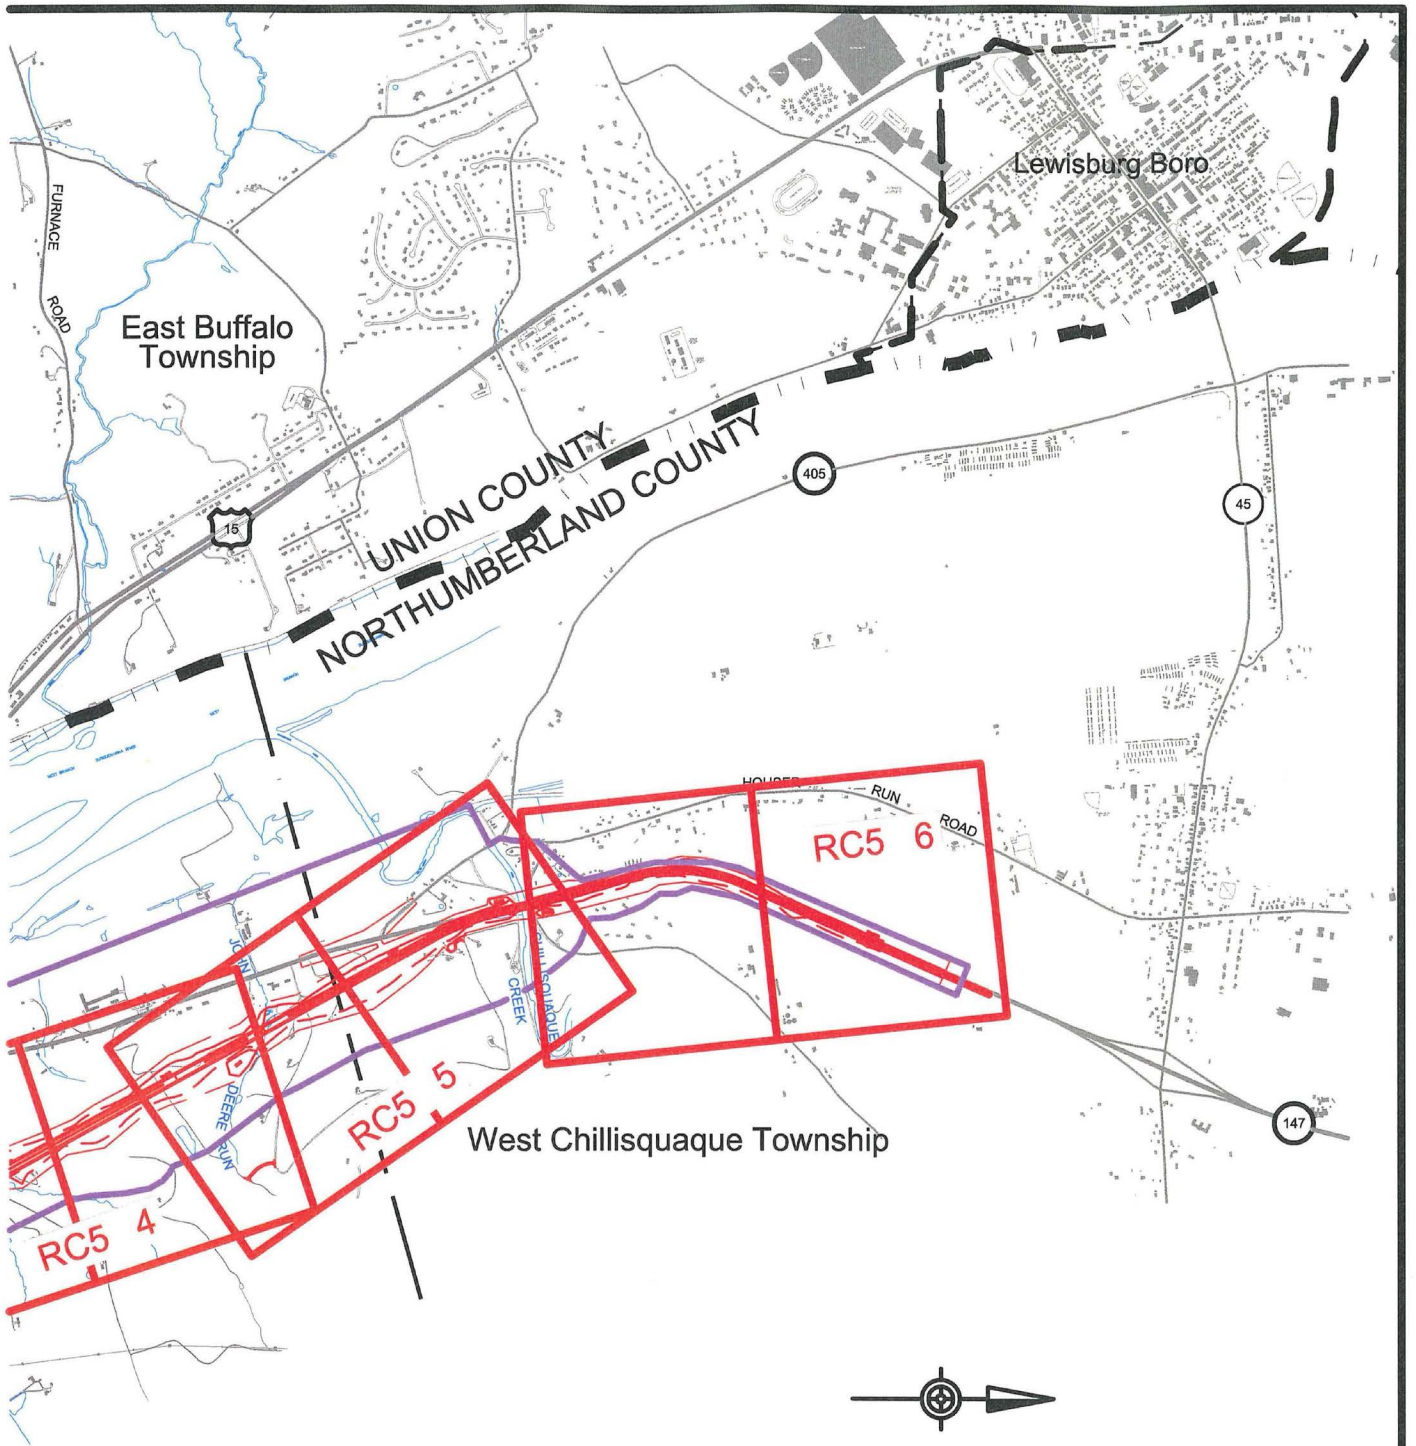 Lewisburg Boro
FURNACE
ROAD
East Buffalo
Township
15
UNION COUNTY
NORTHUMBERLAND COUNTY
405
45
HOUSER
RUN
ROAD
RC5 6
JOHN
DEERE RUN
CHILLISQUAQUE
CREEK
RC5 5
West Chillisquaque Township
147
RC5 4